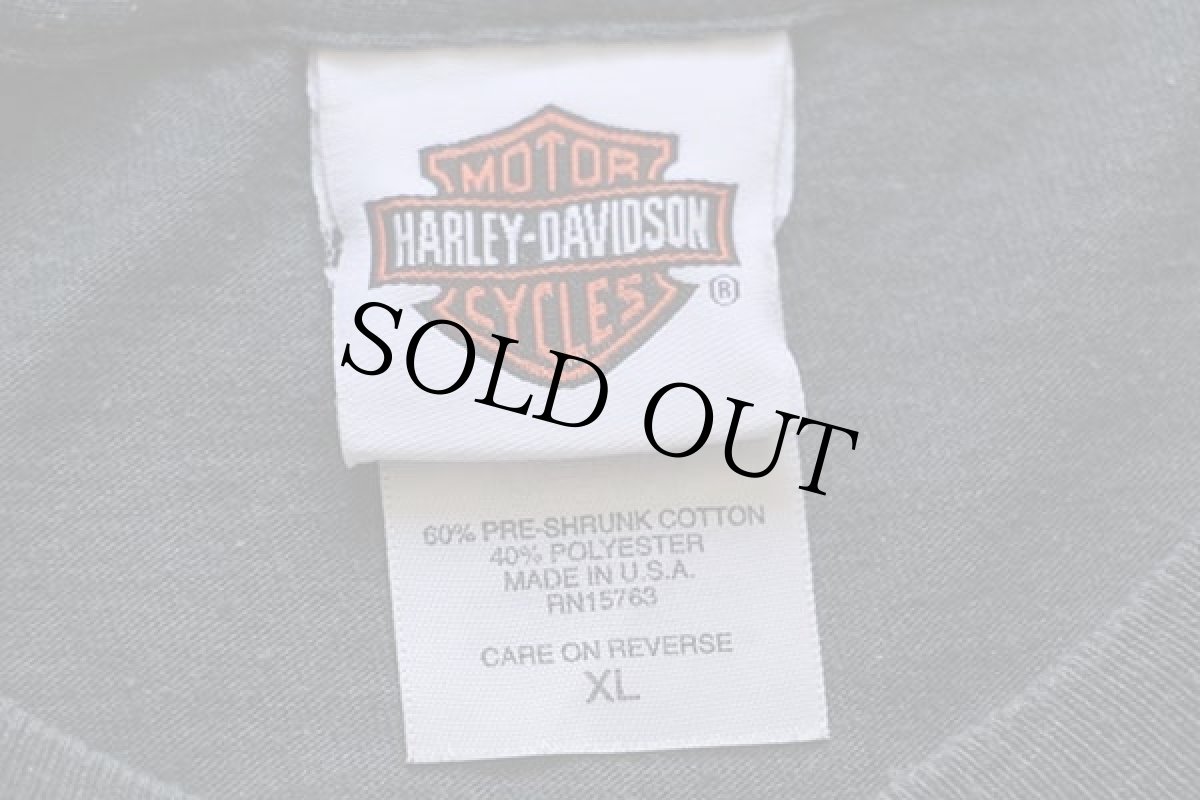 MOTOR
HARLEY-DAVIDSON
CYCLES
®
SOLD OUT
60% PRE-SHRUNK COTTON
40% POLYESTER
MADE IN U.S.A.
RN15763
CARE ON REVERSE
XL